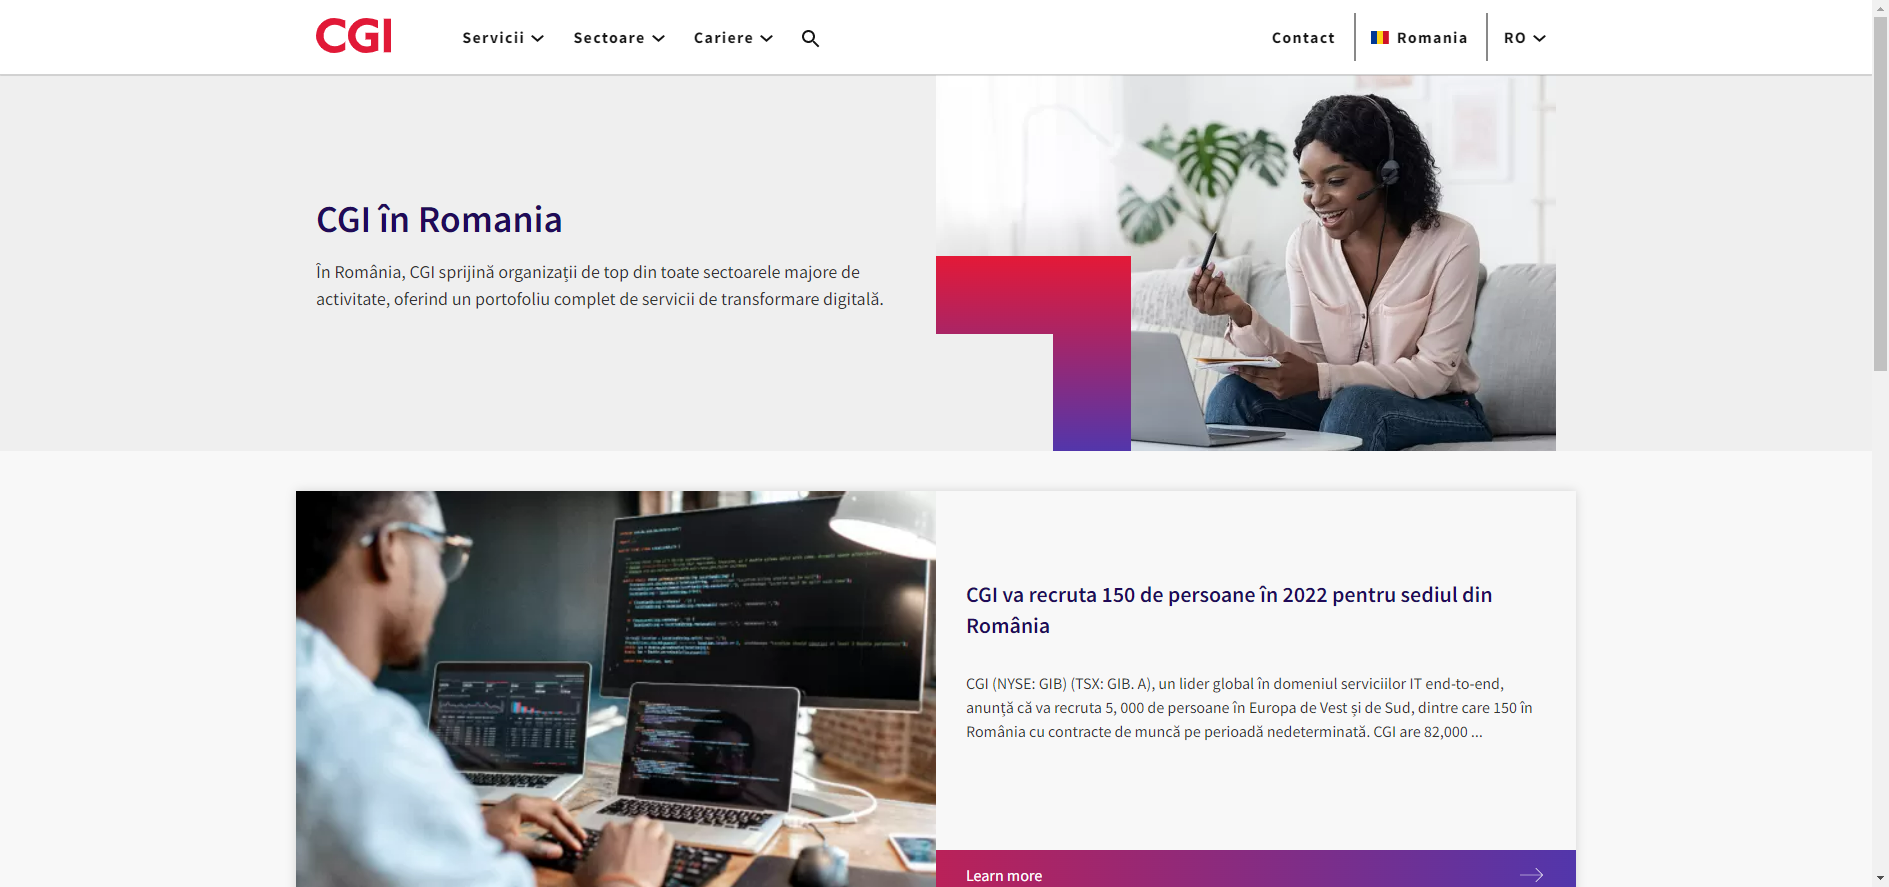 CGI
Servicii
Sectoare
Cariere
Contact
Romania
RO
CGI în Romania
În România, CGI sprijină organizații de top din toate sectoarele majore de
activitate, oferind un portofoliu complet de servicii de transformare digitală.
CGI va recruta 150 de persoane în 2022 pentru sediul din
România
CGI (NYSE: GIB) (TSX: GIB. A), un lider global în domeniul serviciilor IT end-to-end,
anunță că va recruta 5, 000 de persoane în Europa de Vest și de Sud, dintre care 150 în
România cu contracte de muncă pe perioadă nedeterminată. CGI are 82,000 ...
Learn more